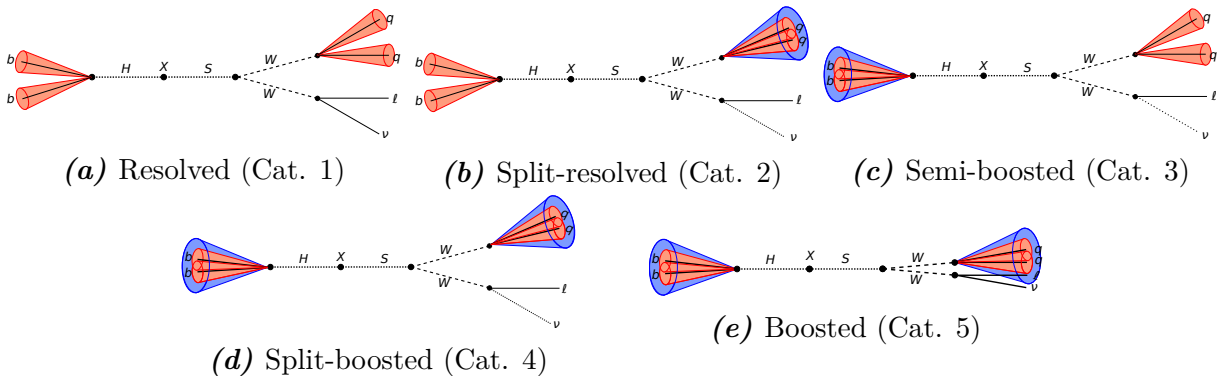 b
b
H
X
S
W
W
q
q
ℓ
ν
(a) Resolved (Cat. 1)
b
b
H
X
S
W
W
q
q
ℓ
ν
(b) Split-resolved (Cat. 2)
b
b
H
X
S
W
W
q
q
ℓ
ν
(c) Semi-boosted (Cat. 3)
b
b
H
X
S
W
W
q
q
ℓ
ν
(d) Split-boosted (Cat. 4)
b
b
H
X
S
W
W
q
q
ℓ
ν
(e) Boosted (Cat. 5)